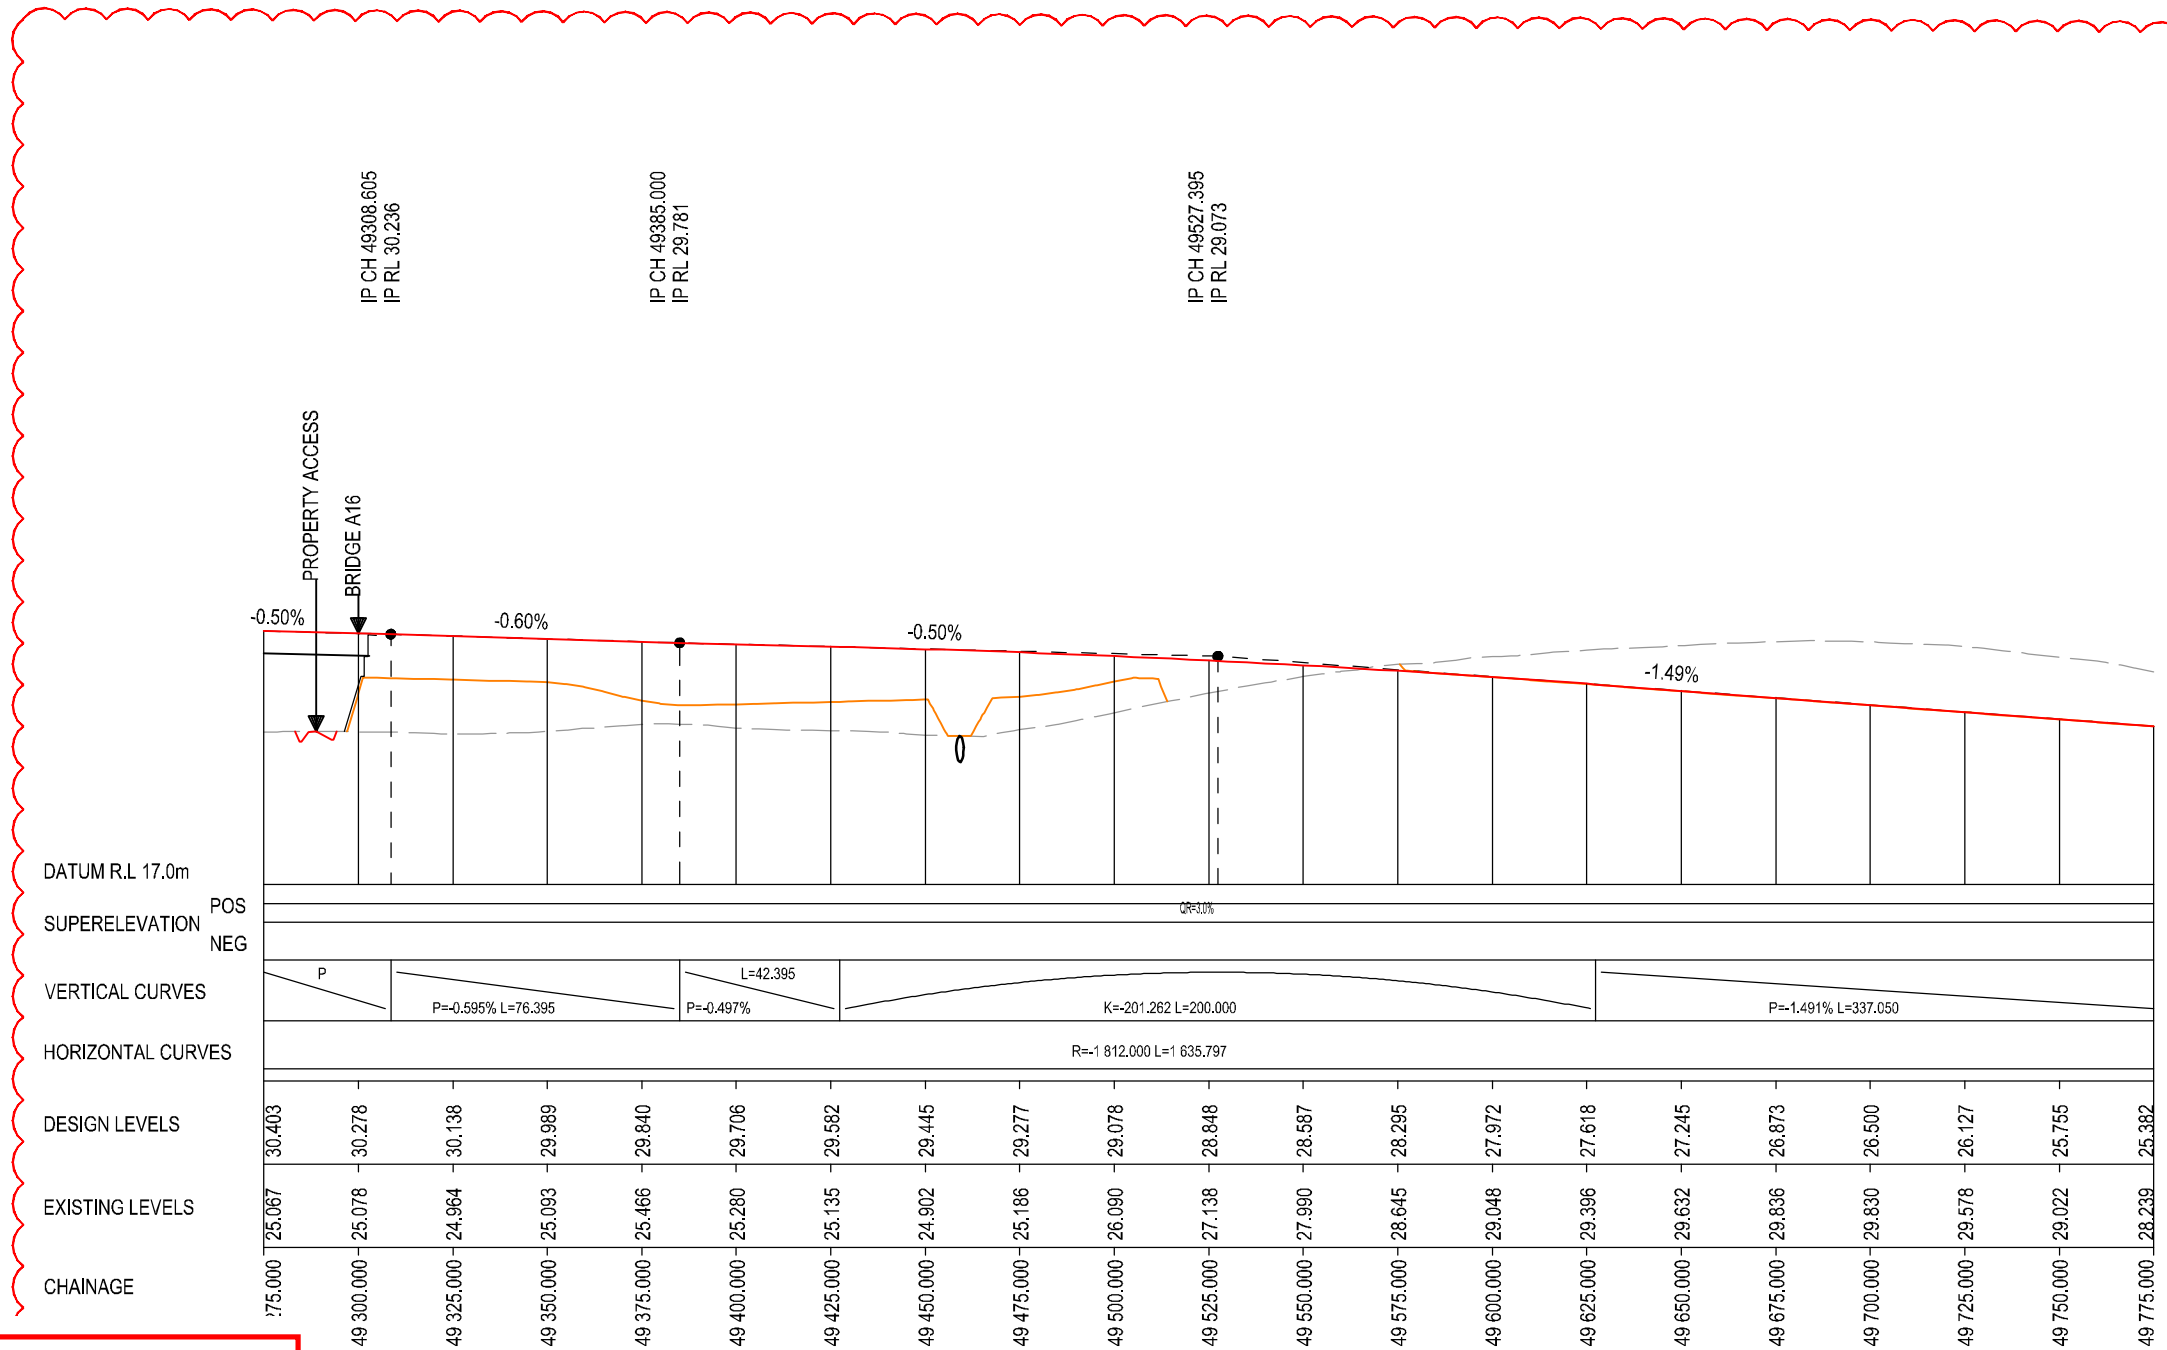 IP CH 49308.605
IP RL 30.236
IP CH 49385.000
IP RL 29.781
IP CH 49527.395
IP RL 29.073
PROPERTY ACCESS
BRIDGE A16
-0.50%
-0.60%
-0.50%
-1.49%
DATUM R.L 17.0m
SUPERELEVATION
POS
NEG
QR=3.0%
VERTICAL CURVES
P
P=-0.595% L=76.395
L=42.395
P=-0.497%
K=-201.262 L=200.000
P=-1.491% L=337.050
HORIZONTAL CURVES
R=-1 812.000 L=1 635.797
DESIGN LEVELS
30.403 30.278 30.138 29.989 29.840 29.706 29.582 29.445 29.277 29.078 28.848 28.587 28.295 27.972 27.618 27.245 26.873 26.500 26.127 25.755 25.382
EXISTING LEVELS
25.067 25.078 24.964 25.093 25.466 25.280 25.135 24.902 25.186 26.090 27.138 27.990 28.645 29.048 29.396 29.632 29.836 29.830 29.578 29.022 28.239
CHAINAGE
275.000 49 300.000 49 325.000 49 350.000 49 375.000 49 400.000 49 425.000 49 450.000 49 475.000 49 500.000 49 525.000 49 550.000 49 575.000 49 600.000 49 625.000 49 650.000 49 675.000 49 700.000 49 725.000 49 750.000 49 775.000